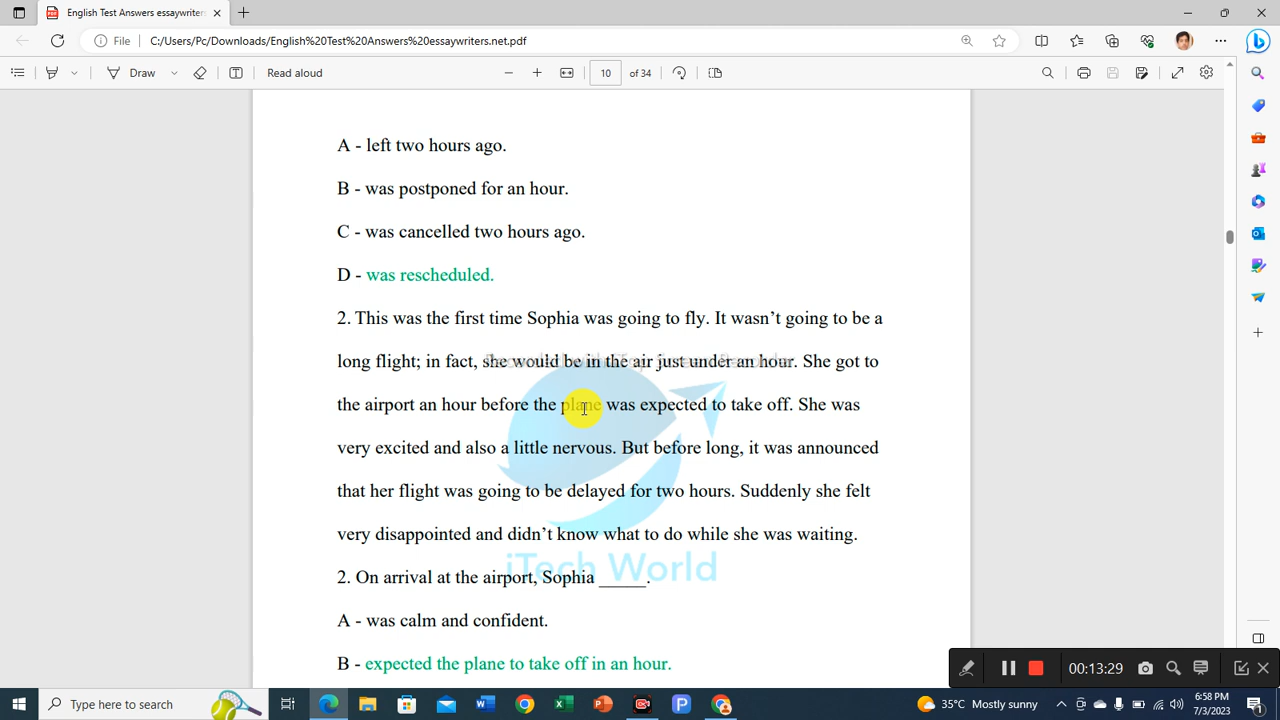 English Test Answers essaywriters
File
C:/Users/Pc/Downloads/English%20Test%20Answers%20essaywriters.net.pdf
Draw
Read aloud
10
of 34
A - left two hours ago.
B - was postponed for an hour.
C - was cancelled two hours ago.
D - was rescheduled.
2. This was the first time Sophia was going to fly. It wasn't going to be a
long flight; in fact, she would be in the air just under an hour. She got to
the airport an hour before the plane was expected to take off. She was
very excited and also a little nervous. But before long, it was announced
that her flight was going to be delayed for two hours. Suddenly she felt
very disappointed and didn't know what to do while she was waiting.
iTech World
2. On arrival at the airport, Sophia _____.
A - was calm and confident.
B - expected the plane to take off in an hour.
00:13:29
Type here to search
35°C Mostly sunny
6:58 PM
7/3/2023